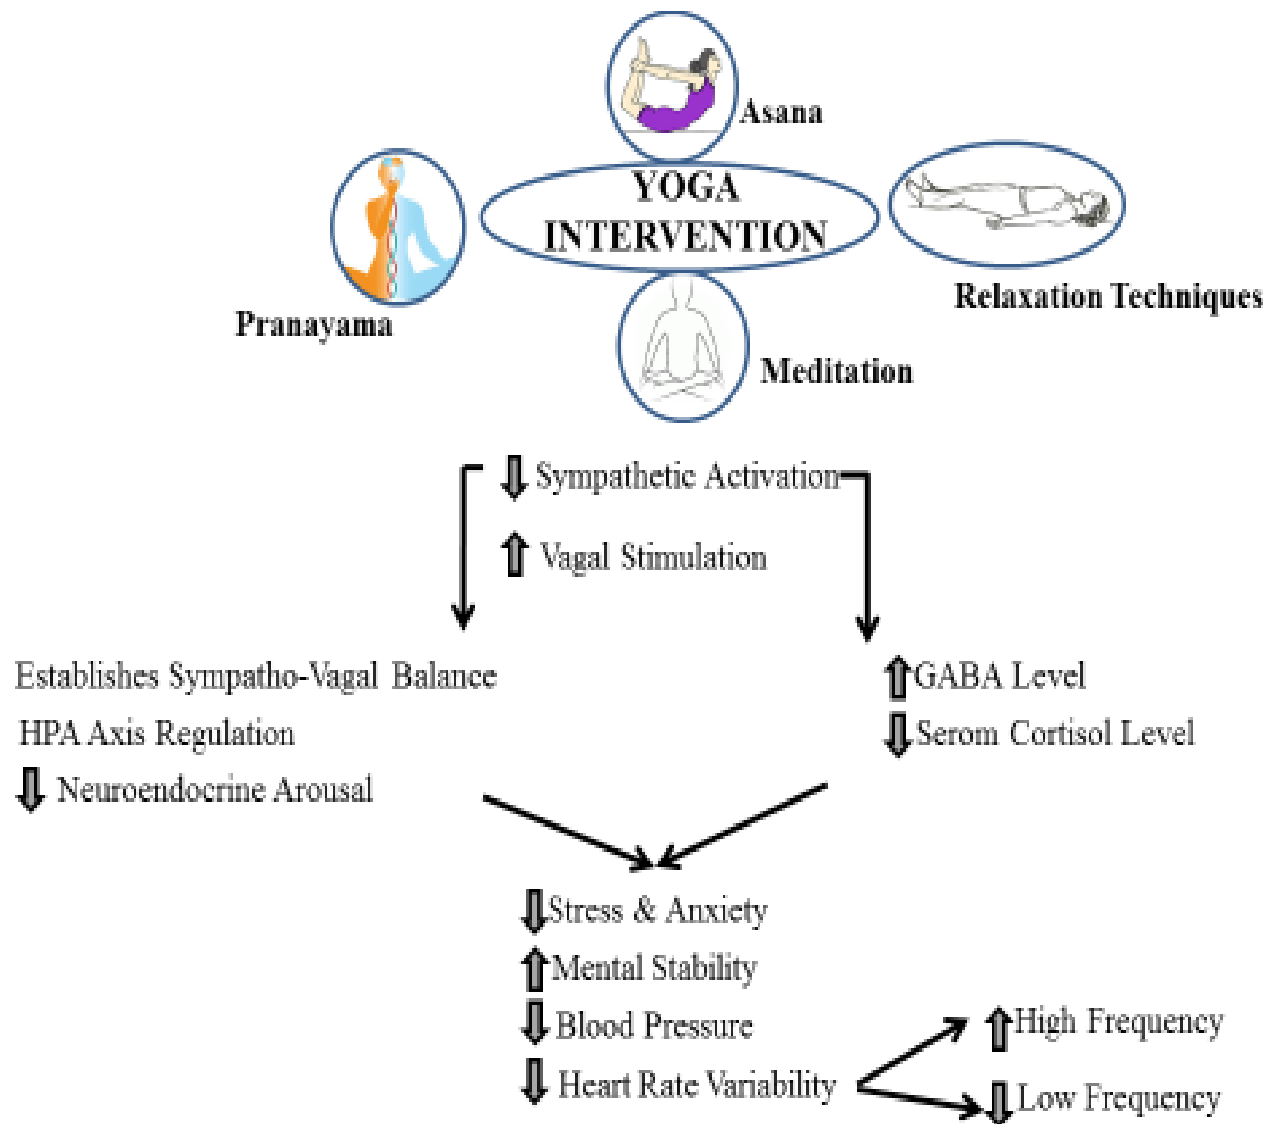 Asana
YOGA
INTERVENTION
Pranayama
Relaxation Techniques
Meditation
Sympathetic Activation
Vagal Stimulation
Establishes Sympatho-Vagal Balance
HPA Axis Regulation
Neuroendocrine Arousal
GABA Level
Serom Cortisol Level
Stress & Anxiety
Mental Stability
Blood Pressure
Heart Rate Variability
High Frequency
Low Frequency